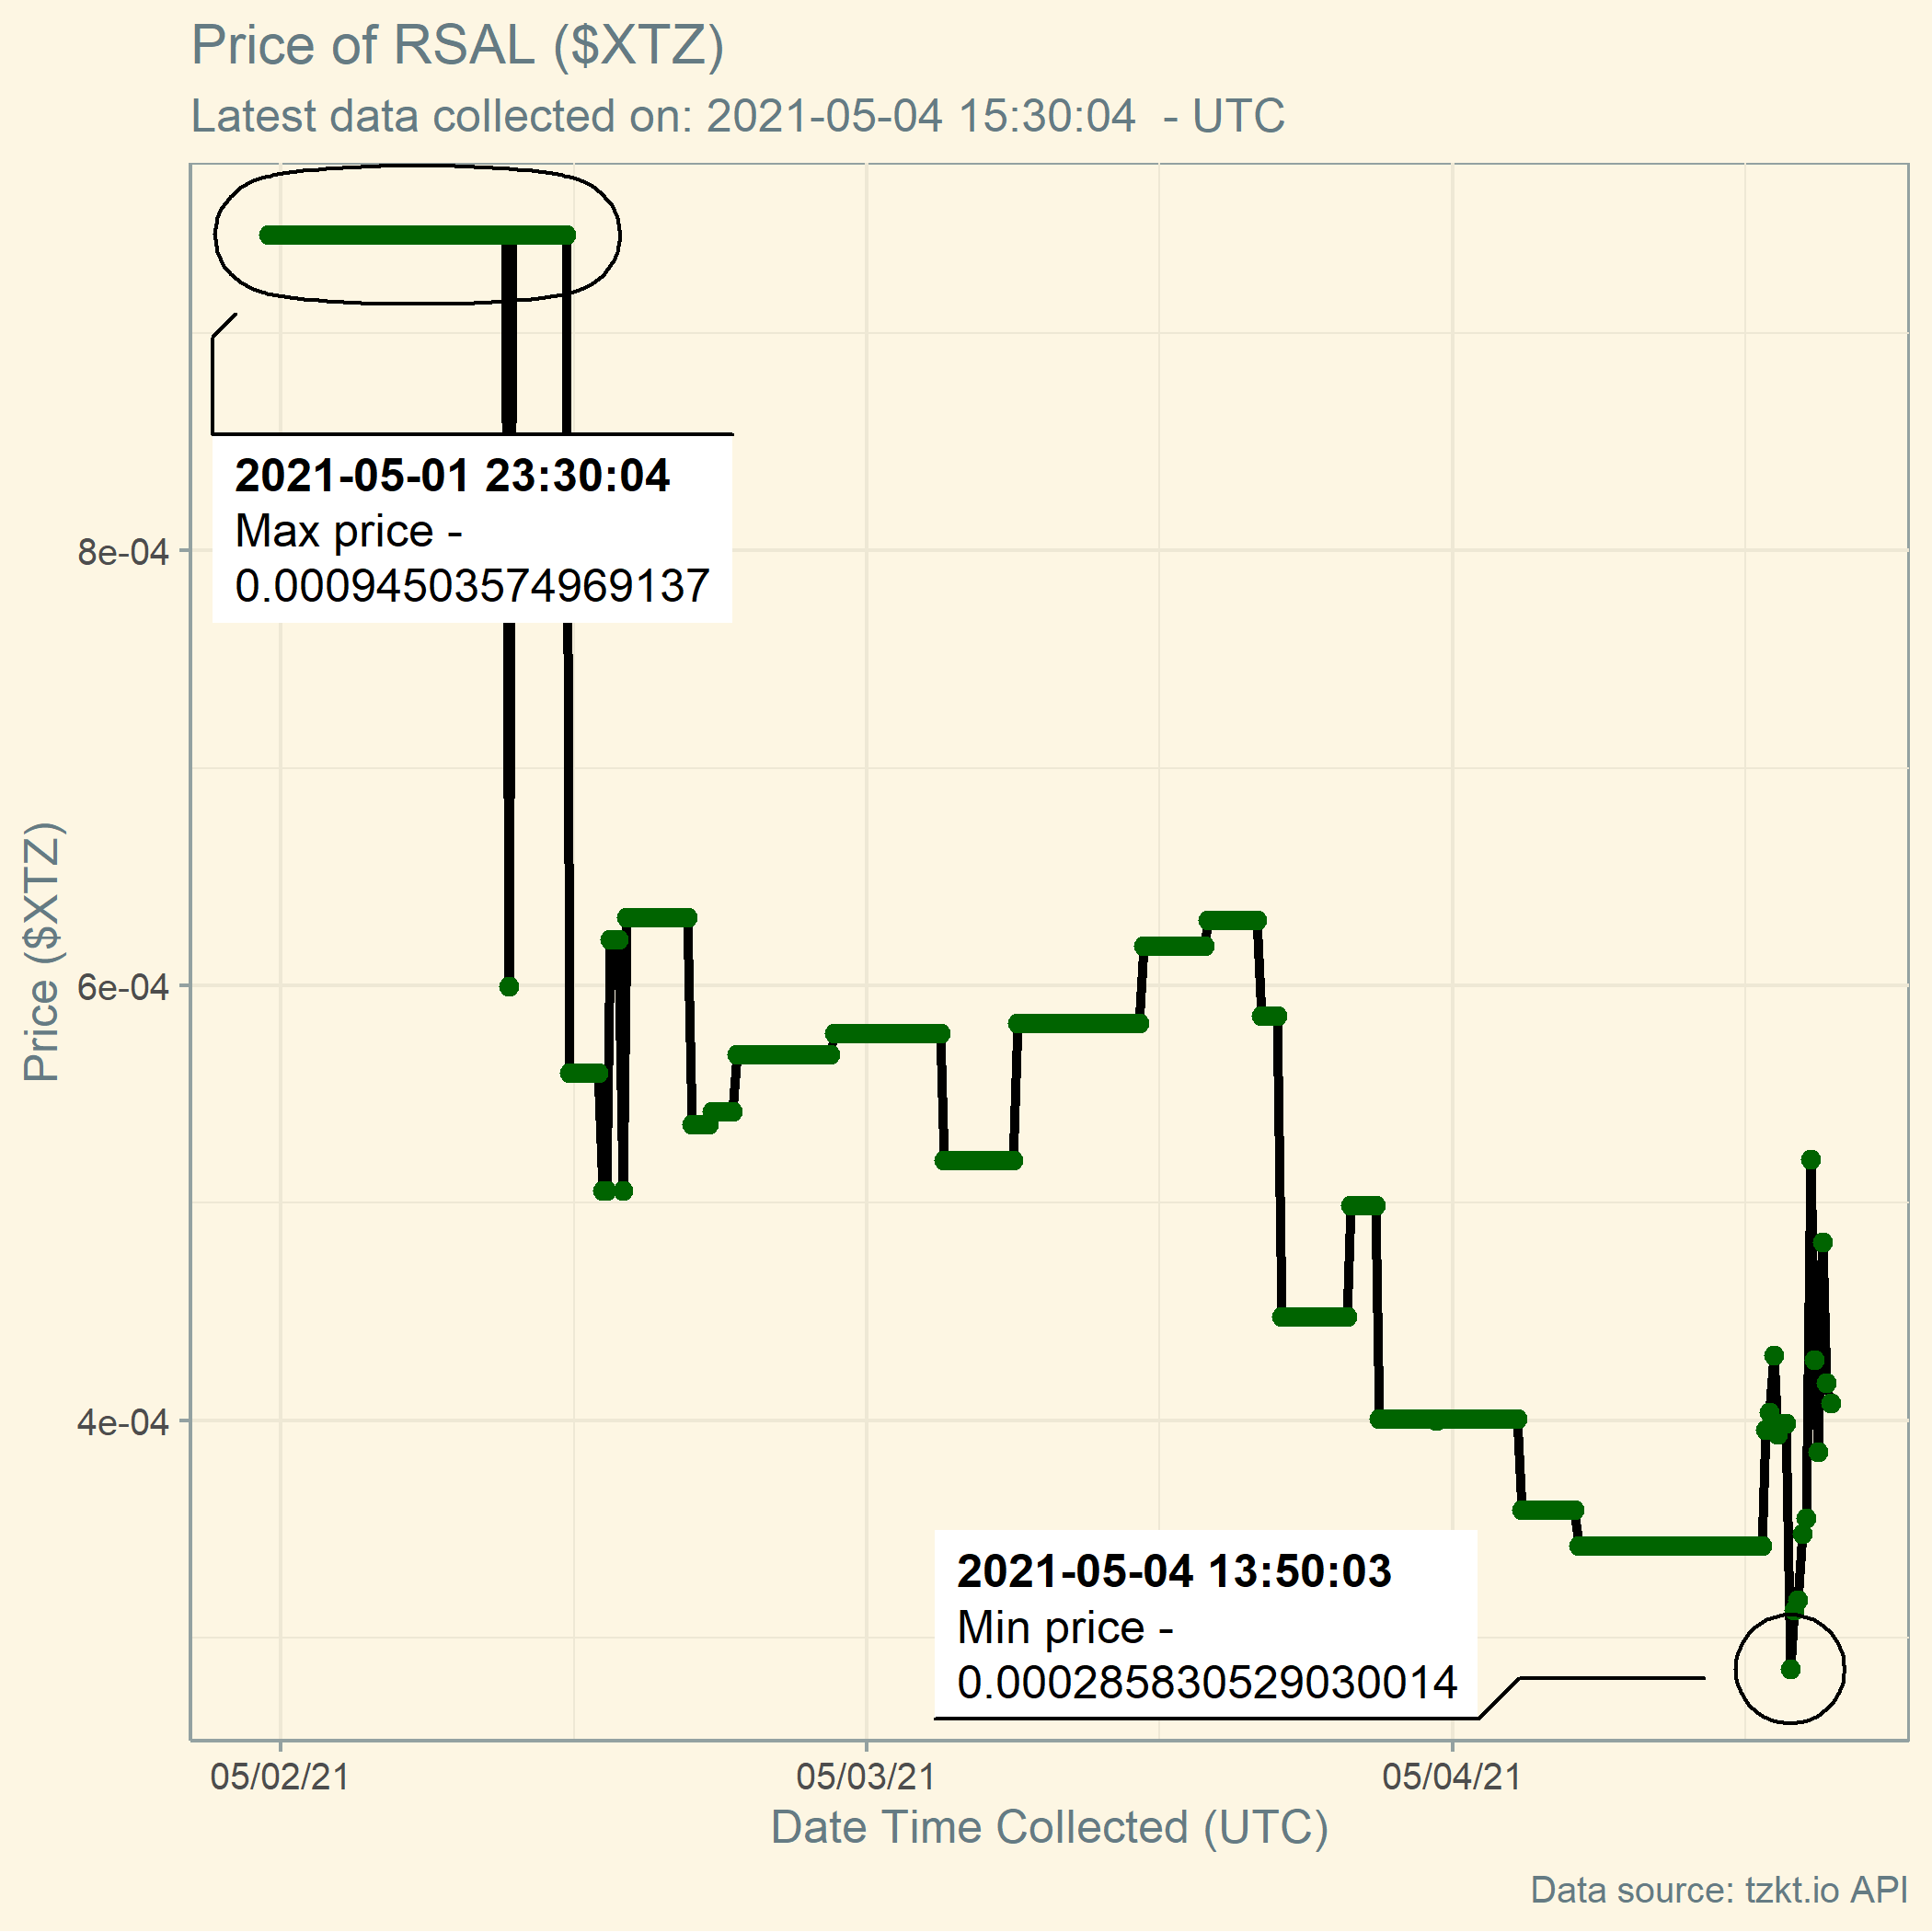 Price of RSAL ($XTZ)
Latest data collected on: 2021-05-04 15:30:04  - UTC
2021-05-01 23:30:04
Max price -
0.00094503574969137
8e-04
Price ($XTZ)
6e-04
4e-04
2021-05-04 13:50:03
Min price -
0.000285830529030014
05/02/21
05/03/21
05/04/21
Date Time Collected (UTC)
Data source: tzkt.io API